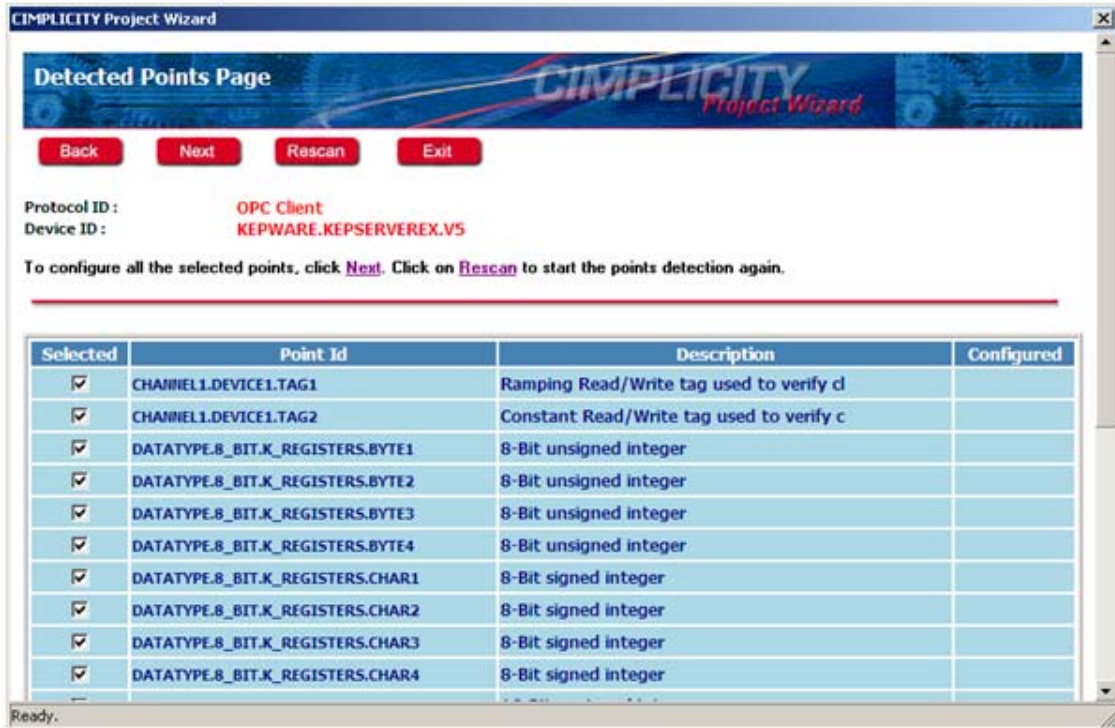 CIMPLICITY Project Wizard
Detected Points Page
CIMPLICITY
Project Wizard
Back Next Rescan Exit
Protocol ID : OPC Client
Device ID : KEPWARE.KEPSERVEREX.V5
To configure all the selected points, click Next. Click on Rescan to start the points detection again.
Selected Point Id Description Configured
CHANNEL1.DEVICE1.TAG1 Ramping Read/Write tag used to verify cl
CHANNEL1.DEVICE1.TAG2 Constant Read/Write tag used to verify c
DATATYPE.8_BIT.K_REGISTERS.BYTE1 8-Bit unsigned integer
DATATYPE.8_BIT.K_REGISTERS.BYTE2 8-Bit unsigned integer
DATATYPE.8_BIT.K_REGISTERS.BYTE3 8-Bit unsigned integer
DATATYPE.8_BIT.K_REGISTERS.BYTE4 8-Bit unsigned integer
DATATYPE.8_BIT.K_REGISTERS.CHAR1 8-Bit signed integer
DATATYPE.8_BIT.K_REGISTERS.CHAR2 8-Bit signed integer
DATATYPE.8_BIT.K_REGISTERS.CHAR3 8-Bit signed integer
DATATYPE.8_BIT.K_REGISTERS.CHAR4 8-Bit signed integer
Ready.